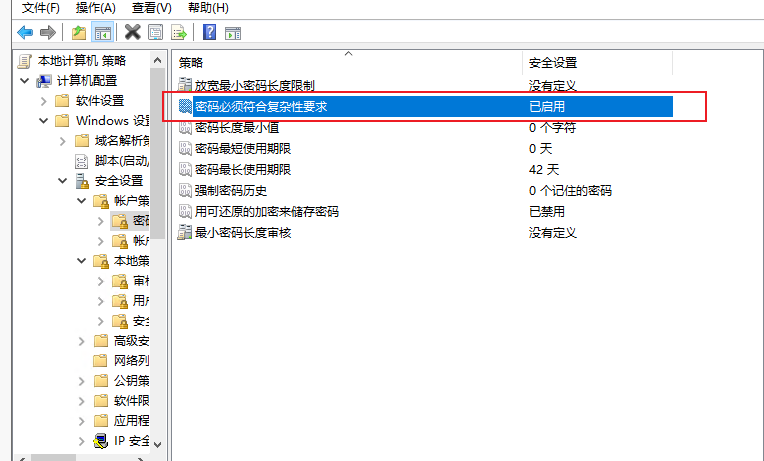 文件(F) 操作(A) 查看(V) 帮助(H)
本地计算机 策略
计算机配置
软件设置
Windows 设
域名解析策
脚本(启动/
安全设置
帐户策
密码
帐户
本地策
审核
用户
安全
高级安
网络列
公钥策
软件限
应用程
IP 安全
策略 安全设置
放宽最小密码长度限制 没有定义
密码必须符合复杂性要求 已启用
密码长度最小值 0 个字符
密码最短使用期限 0 天
密码最长使用期限 42 天
强制密码历史 0 个记住的密码
用可还原的加密来储存密码 已禁用
最小密码长度审核 没有定义